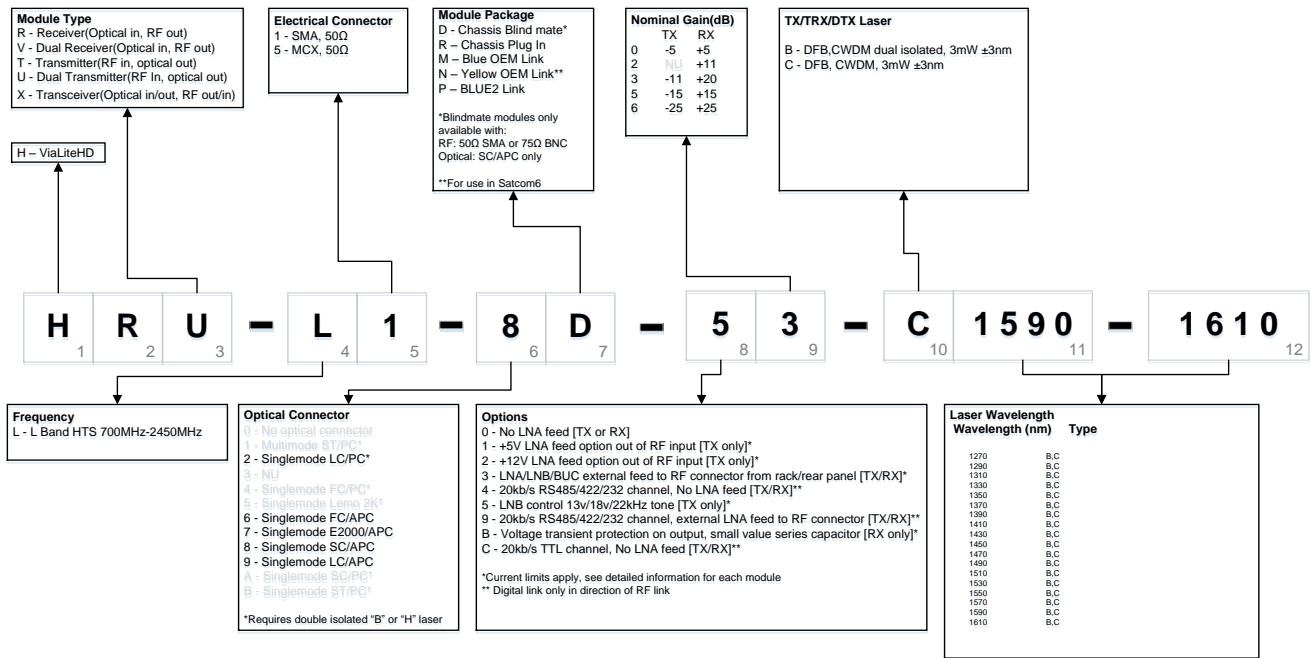 Module Type
R - Receiver(Optical in, RF out)
V - Dual Receiver(Optical in, RF out)
T - Transmitter(RF in, optical out)
U - Dual Transmitter(RF In, optical out)
X - Transceiver(Optical in/out, RF out/in)
H – ViaLiteHD
Electrical Connector
1 - SMA, 50Ω
5 - MCX, 50Ω
Module Package
D - Chassis Blind mate*
R – Chassis Plug In
M – Blue OEM Link
N – Yellow OEM Link**
P – BLUE2 Link
*Blindmate modules only
available with:
RF: 50Ω SMA or 75Ω BNC
Optical: SC/APC only
**For use in Satcom6
Nominal Gain(dB)
TX RX
0 -5 +5
2 NU +11
3 -11 +20
5 -15 +15
6 -25 +25
TX/TRX/DTX Laser
B - DFB,CWDM dual isolated, 3mW ±3nm
C - DFB, CWDM, 3mW ±3nm
H R U - L 1 - 8 D - 5 3 - C 1590 - 1610
1 2 3 4 5 6 7 8 9 10 11 12
Frequency
L - L Band HTS 700MHz-2450MHz
Optical Connector
0 - No optical connector
1 - Multimode ST/PC*
2 - Singlemode LC/PC*
3 - NU
4 - Singlemode FC/PC*
5 - Singlemode Lemo 2K*
6 - Singlemode FC/APC
7 - Singlemode E2000/APC
8 - Singlemode SC/APC
9 - Singlemode LC/APC
A - Singlemode SC/PC*
B - Singlemode ST/PC*
*Requires double isolated “B” or “H” laser
Options
0 - No LNA feed [TX or RX]
1 - +5V LNA feed option out of RF input [TX only]*
2 - +12V LNA feed option out of RF input [TX only]*
3 - LNA/LNB/BUC external feed to RF connector from rack/rear panel [TX/RX]*
4 - 20kb/s RS485/422/232 channel, No LNA feed [TX/RX]**
5 - LNB control 13v/18v/22kHz tone [TX only]*
9 - 20kb/s RS485/422/232 channel, external LNA feed to RF connector [TX/RX]**
B - Voltage transient protection on output, small value series capacitor [RX only]*
C - 20kb/s TTL channel, No LNA feed [TX/RX]**
*Current limits apply, see detailed information for each module
** Digital link only in direction of RF link
Laser Wavelength
Wavelength (nm) Type
1270 B,C
1290 B,C
1310 B,C
1330 B,C
1350 B,C
1370 B,C
1390 B,C
1410 B,C
1430 B,C
1450 B,C
1470 B,C
1490 B,C
1510 B,C
1530 B,C
1550 B,C
1570 B,C
1590 B,C
1610 B,C